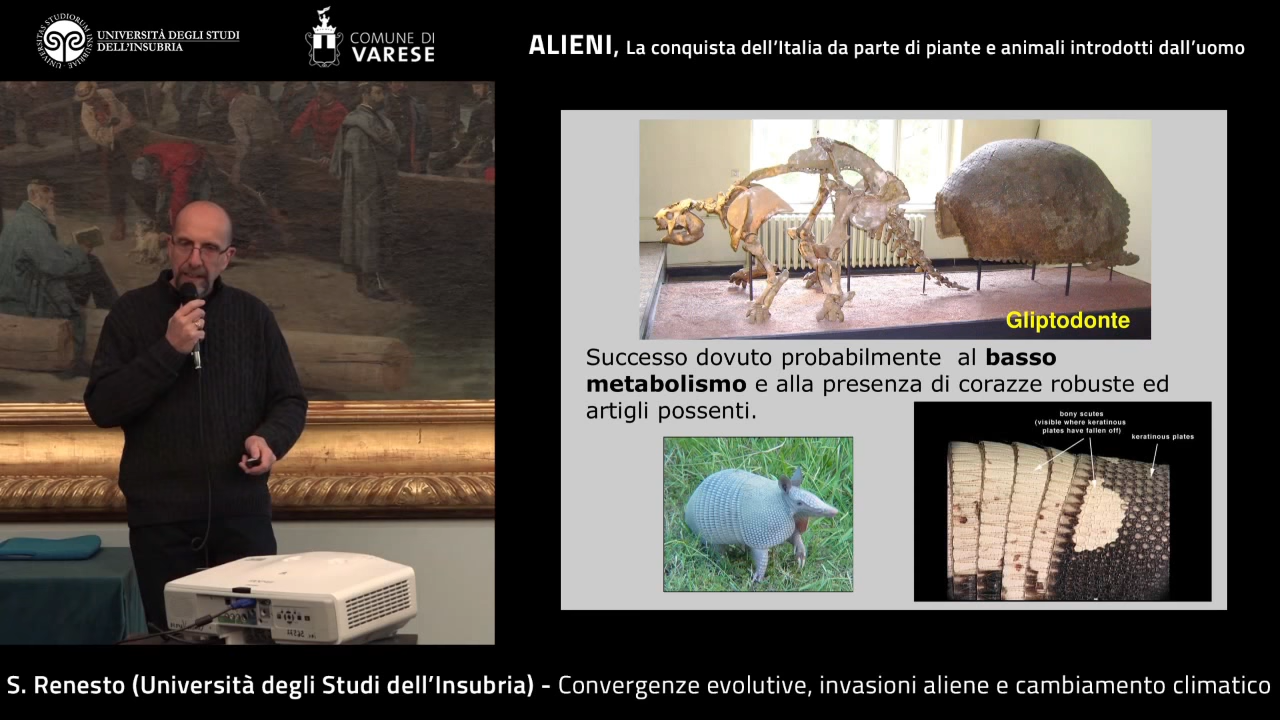 UNIVERSITÀ DEGLI STUDI
DELL'INSUBRIA
COMUNE DI
VARESE
ALIENI, La conquista dell'Italia da parte di piante e animali introdotti dall'uomo
Gliptodonte
Successo dovuto probabilmente al basso
metabolismo e alla presenza di corazze robuste ed
artigli possenti.
bony scutes
(visible where keratinous
plates have fallen off)
keratinous plates
S. Renesto (Università degli Studi dell'Insubria) - Convergenze evolutive, invasioni aliene e cambiamento climatico